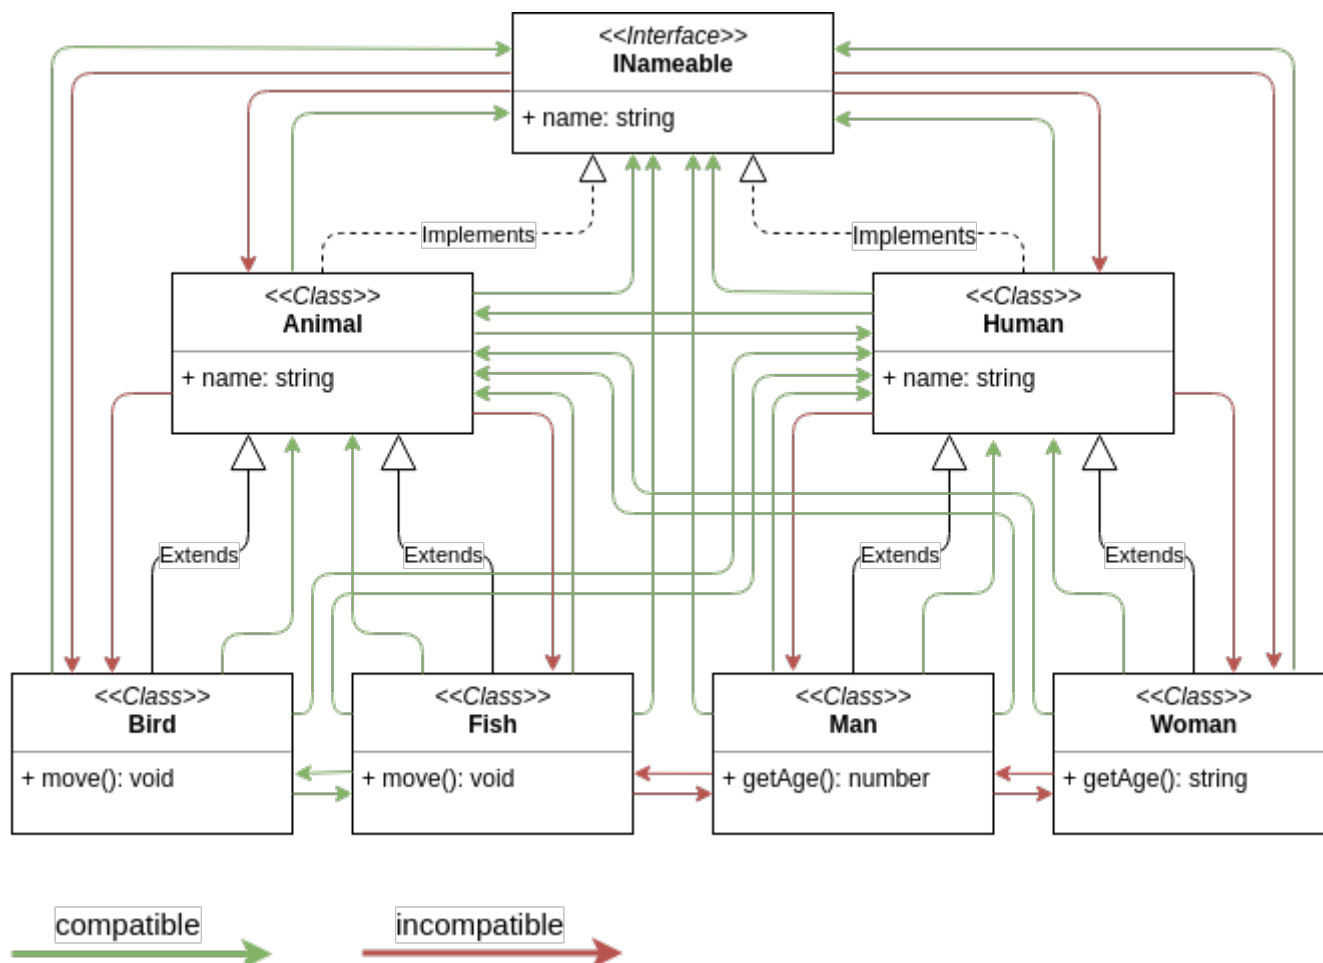 <<Interface>>
INameable
+ name: string
Implements
Implements
<<Class>>
Animal
+ name: string
<<Class>>
Human
+ name: string
Extends
Extends
Extends
Extends
<<Class>>
Bird
+ move(): void
<<Class>>
Fish
+ move(): void
<<Class>>
Man
+ getAge(): number
<<Class>>
Woman
+ getAge(): string
compatible
incompatible